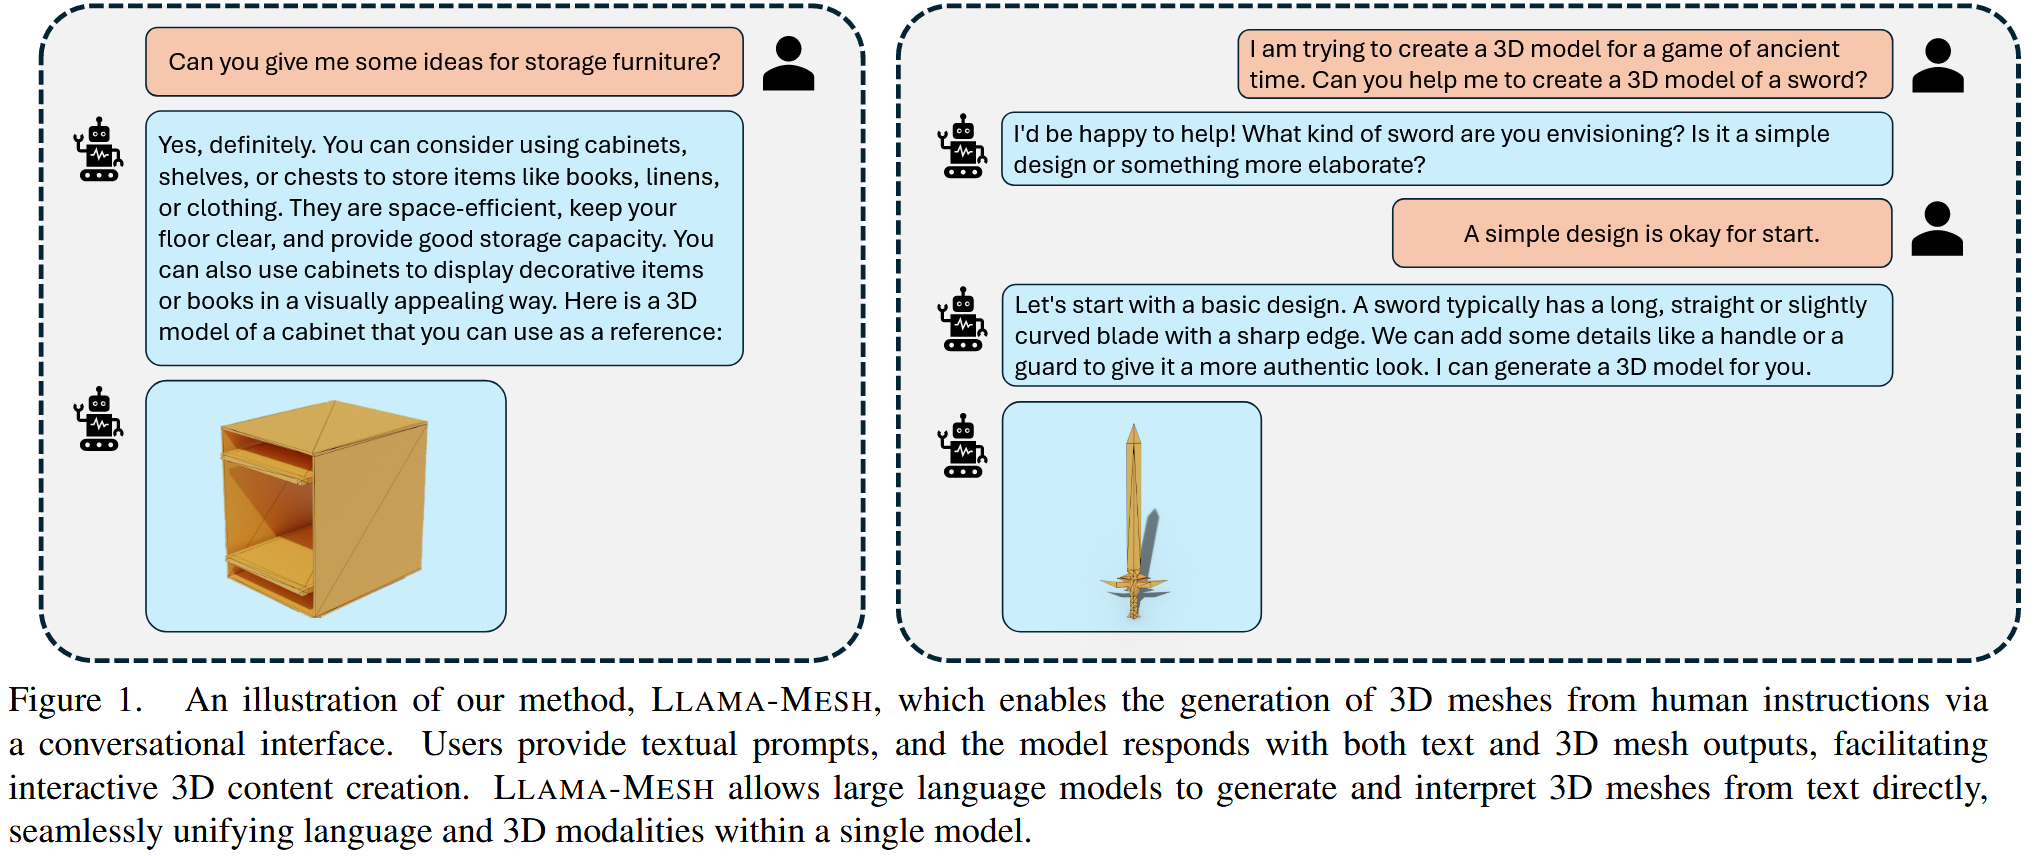 Can you give me some ideas for storage furniture?
Yes, definitely. You can consider using cabinets,
shelves, or chests to store items like books, linens,
or clothing. They are space-efficient, keep your
floor clear, and provide good storage capacity. You
can also use cabinets to display decorative items
or books in a visually appealing way. Here is a 3D
model of a cabinet that you can use as a reference:
I am trying to create a 3D model for a game of ancient
time. Can you help me to create a 3D model of a sword?
I'd be happy to help! What kind of sword are you envisioning? Is it a simple
design or something more elaborate?
A simple design is okay for start.
Let's start with a basic design. A sword typically has a long, straight or slightly
curved blade with a sharp edge. We can add some details like a handle or a
guard to give it a more authentic look. I can generate a 3D model for you.
Figure 1. An illustration of our method, LLAMA-MESH, which enables the generation of 3D meshes from human instructions via
a conversational interface. Users provide textual prompts, and the model responds with both text and 3D mesh outputs, facilitating
interactive 3D content creation. LLAMA-MESH allows large language models to generate and interpret 3D meshes from text directly,
seamlessly unifying language and 3D modalities within a single model.